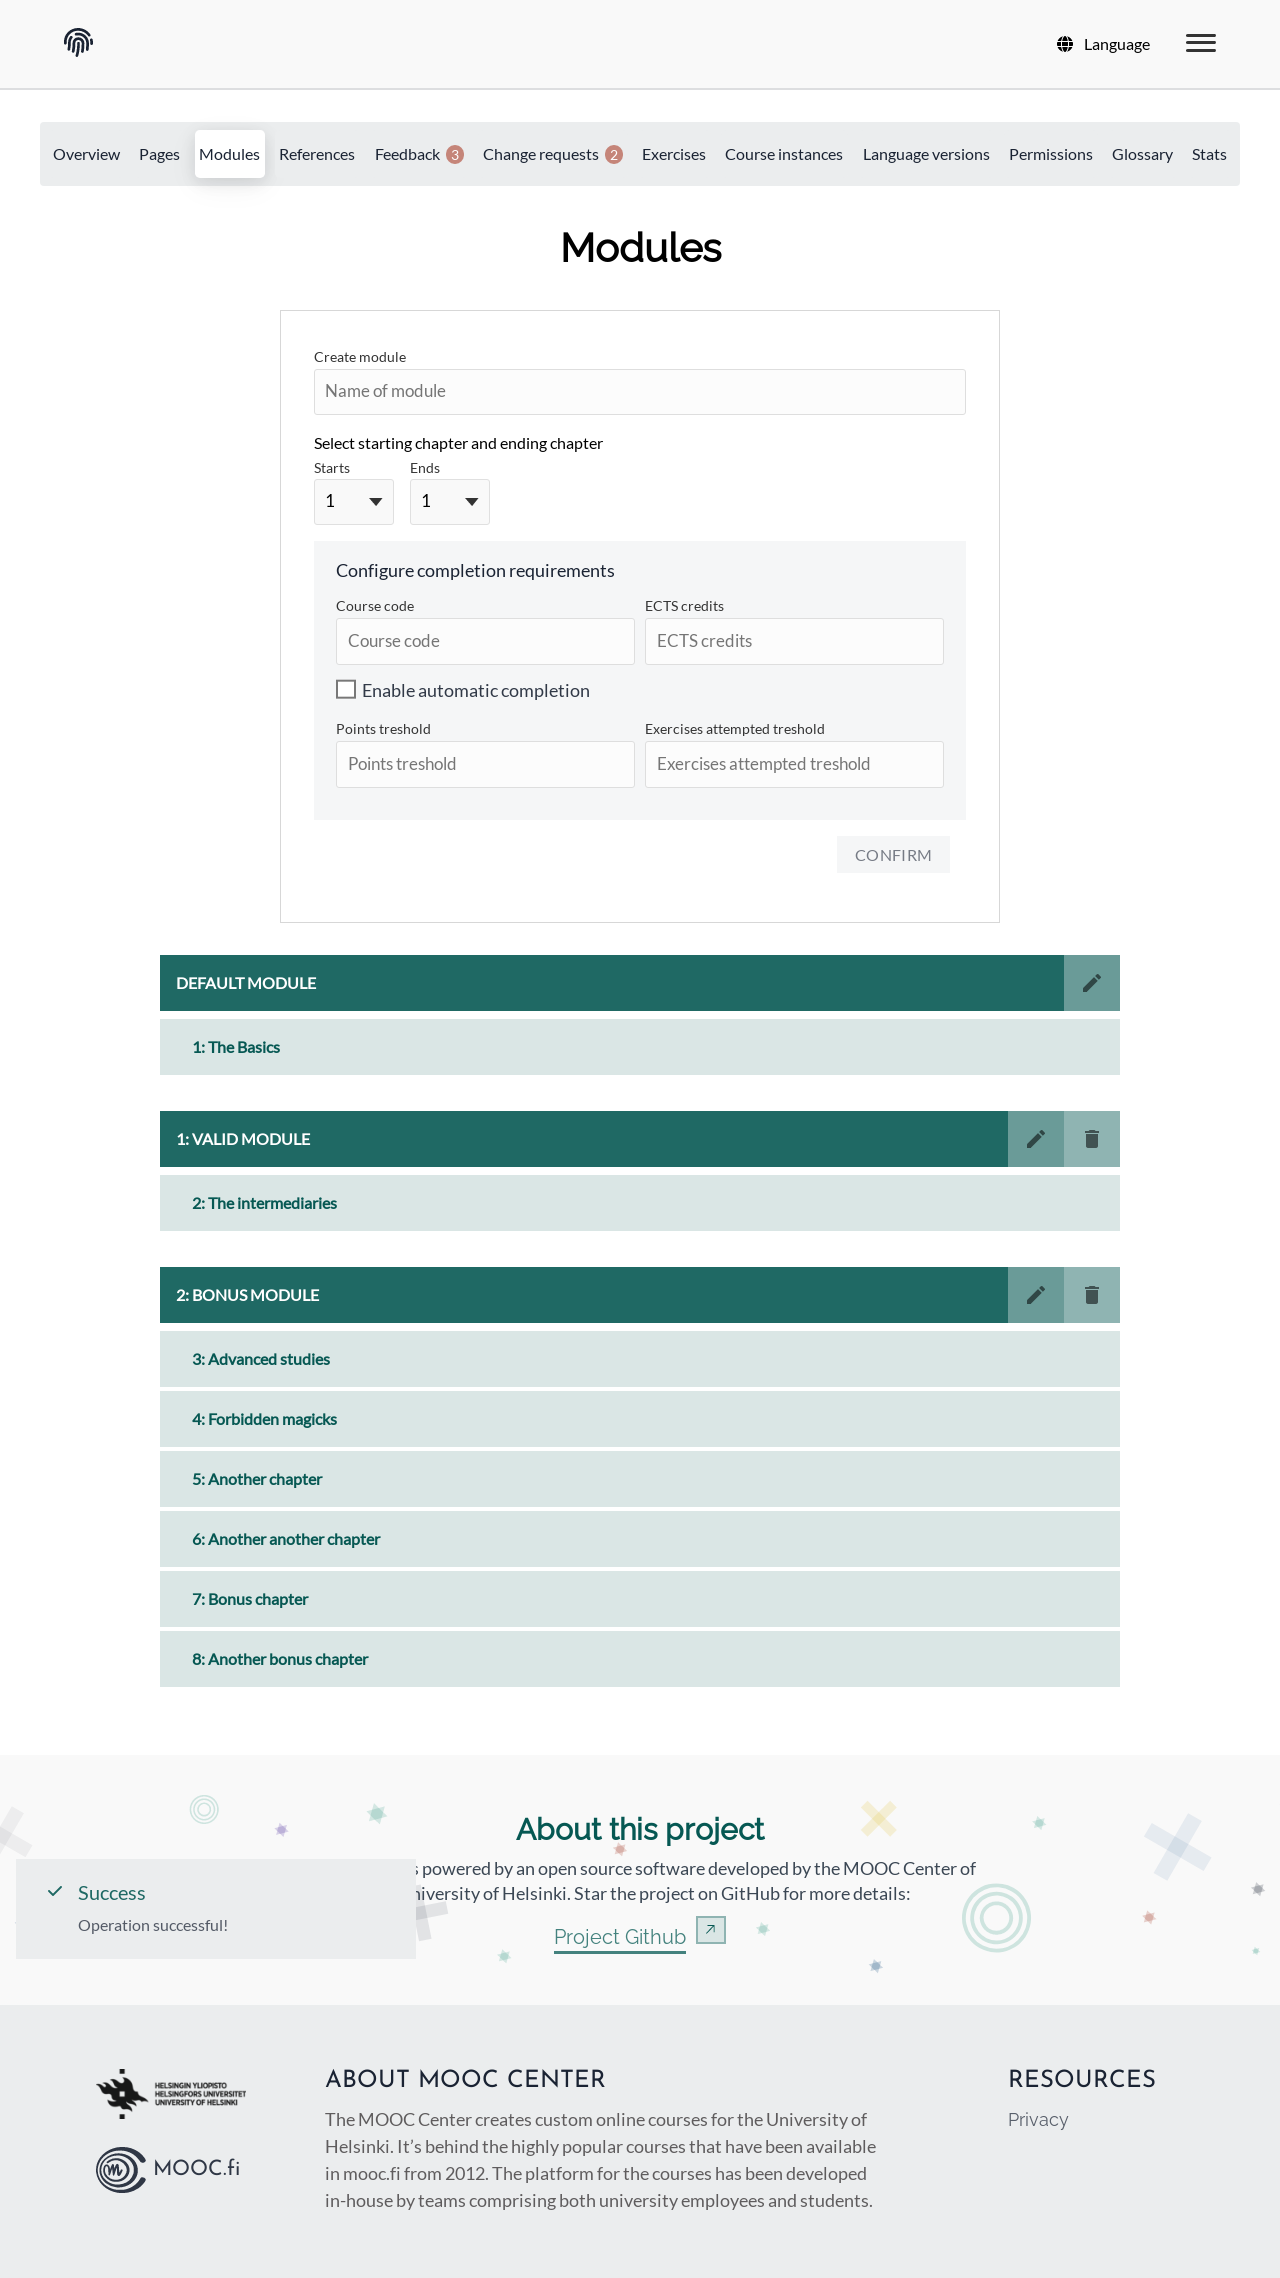 Language
Overview Pages Modules References Feedback 3 Change requests 2 Exercises Course instances Language versions Permissions Glossary Stats
Modules
Create module
Name of module
Select starting chapter and ending chapter
Starts Ends
1 1
Configure completion requirements
Course code ECTS credits
Course code ECTS credits
Enable automatic completion
Points treshold Exercises attempted treshold
Points treshold Exercises attempted treshold
CONFIRM
DEFAULT MODULE
1: The Basics
1: VALID MODULE
2: The intermediaries
2: BONUS MODULE
3: Advanced studies
4: Forbidden magicks
5: Another chapter
6: Another another chapter
7: Bonus chapter
8: Another bonus chapter
About this project
powered by an open source software developed by the MOOC Center of
University of Helsinki. Star the project on GitHub for more details:
Project Github
Success
Operation successful!
HELSINGIN YLIOPISTO
HELSINGFORS UNIVERSITET
UNIVERSITY OF HELSINKI
MOOC.fi
ABOUT MOOC CENTER
The MOOC Center creates custom online courses for the University of
Helsinki. It’s behind the highly popular courses that have been available
in mooc.fi from 2012. The platform for the courses has been developed
in-house by teams comprising both university employees and students.
RESOURCES
Privacy